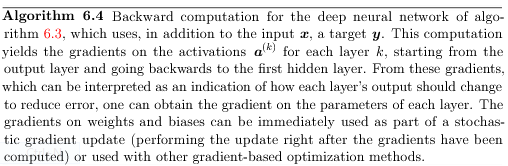 Algorithm 6.4 Backward computation for the deep neural network of algo-
rithm 6.3, which uses, in addition to the input x, a target y. This computation
yields the gradients on the activations a^(k) for each layer k, starting from the
output layer and going backwards to the first hidden layer. From these gradients,
which can be interpreted as an indication of how each layer's output should change
to reduce error, one can obtain the gradient on the parameters of each layer. The
gradients on weights and biases can be immediately used as part of a stochas-
tic gradient update (performing the update right after the gradients have been
computed) or used with other gradient-based optimization methods.